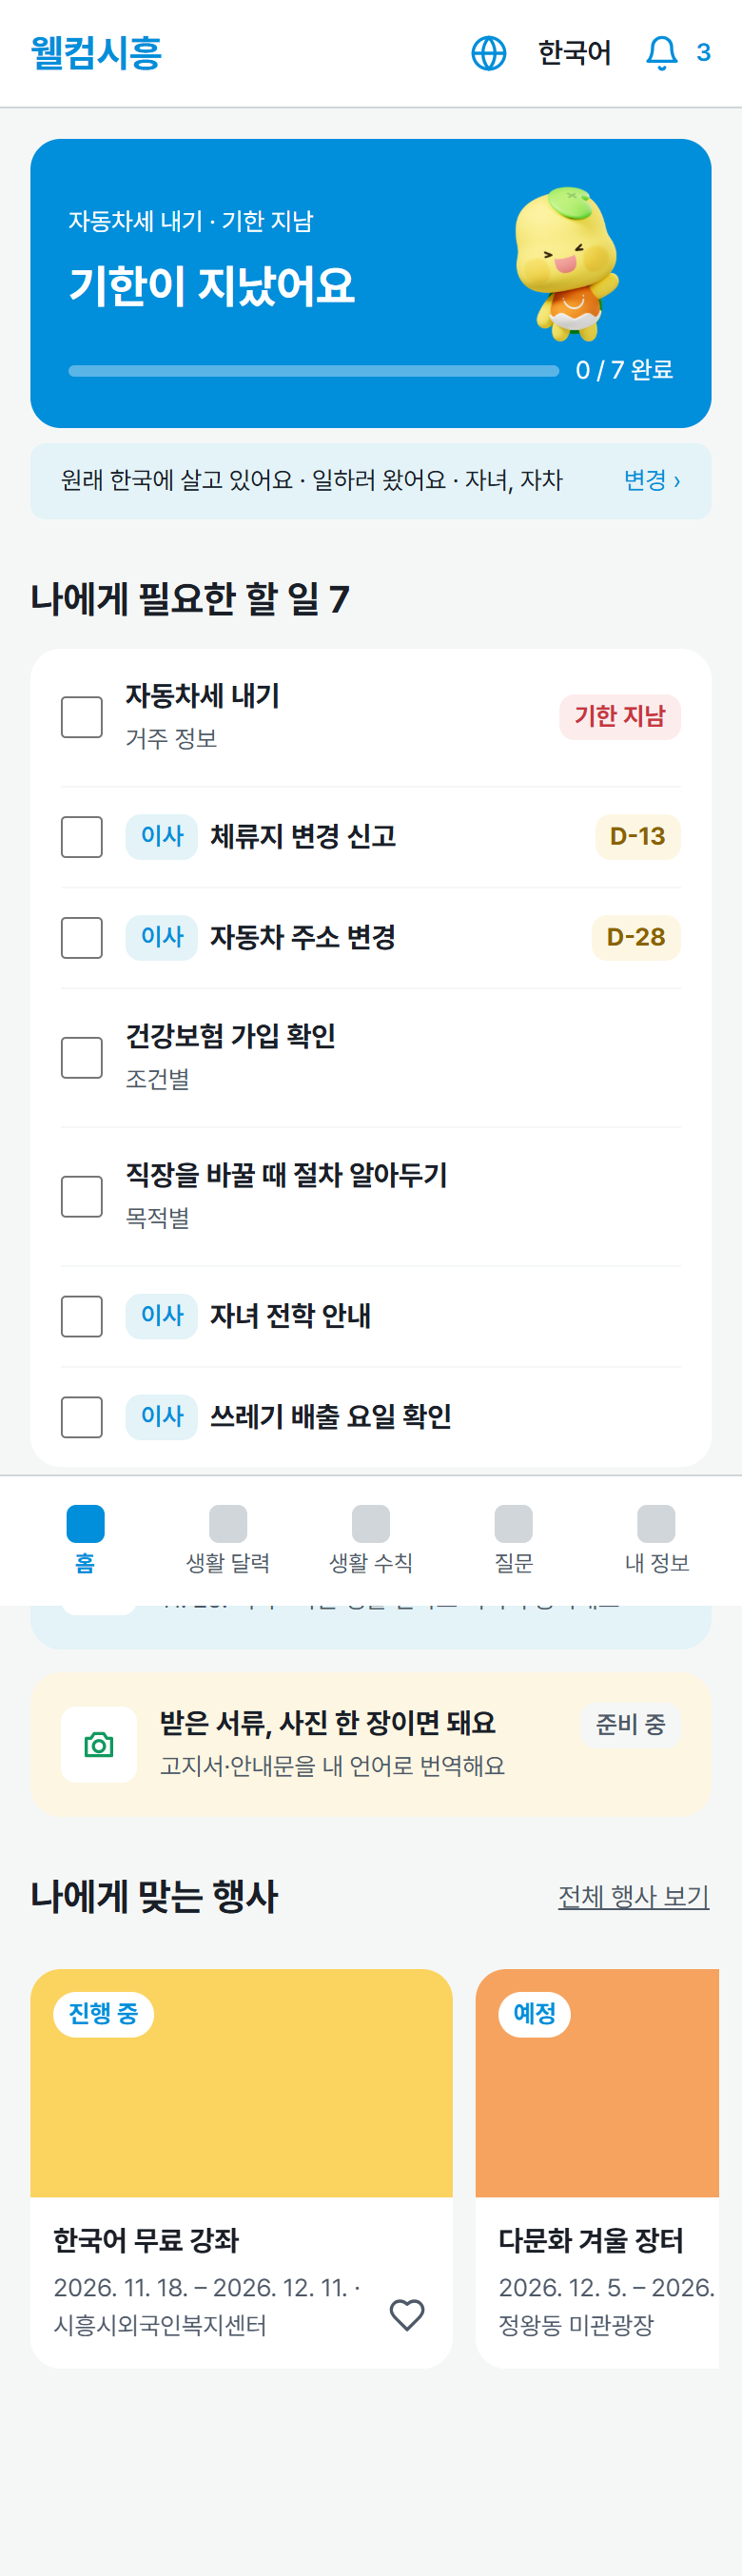 웰컴시흥
한국어
3
자동차세 내기 · 기한 지남
기한이 지났어요
0 / 7 완료
원래 한국에 살고 있어요 · 일하러 왔어요 · 자녀, 자차
변경 ›
나에게 필요한 할 일 7
자동차세 내기
거주 정보
기한 지남
이사 체류지 변경 신고
D-13
이사 자동차 주소 변경
D-28
건강보험 가입 확인
조건별
직장을 바꿀 때 절차 알아두기
목적별
이사 자녀 전학 안내
이사 쓰레기 배출 요일 확인
홈
생활 달력
생활 수칙
질문
내 정보
받은 서류, 사진 한 장이면 돼요
준비 중
고지서·안내문을 내 언어로 번역해요
나에게 맞는 행사
전체 행사 보기
진행 중
한국어 무료 강좌
2026. 11. 18. – 2026. 12. 11. ·
시흥시외국인복지센터
예정
다문화 겨울 장터
2026. 12. 5. – 2026.
정왕동 미관광장